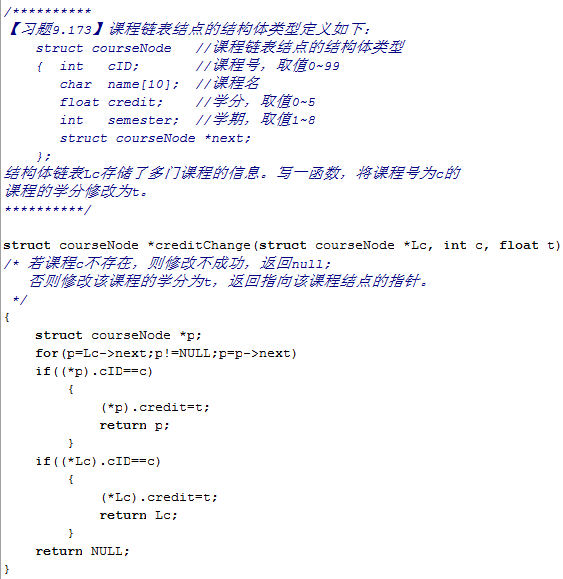 /**********
【习题9.173】课程链表结点的结构体类型定义如下：
struct courseNode //课程链表结点的结构体类型
{ int cID; //课程号，取值0~99
char name[10]; //课程名
float credit; //学分，取值0~5
int semester; //学期，取值1~8
struct courseNode *next;
};
结构体链表Lc存储了多门课程的信息。写一函数，将课程号为c的
课程的学分修改为t。
**********/
struct courseNode *creditChange(struct courseNode *Lc, int c, float t)
/* 若课程c不存在，则修改不成功，返回null；
否则修改该课程的学分为t，返回指向该课程结点的指针。
*/
{
struct courseNode *p;
for(p=Lc->next;p!=NULL;p=p->next)
if((*p).cID==c)
{
(*p).credit=t;
return p;
}
if((*Lc).cID==c)
{
(*Lc).credit=t;
return Lc;
}
return NULL;
}